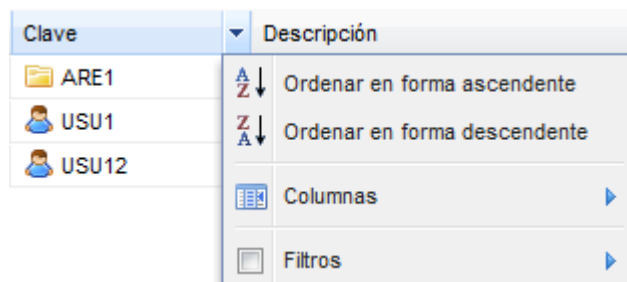 Clave Descripción
ARE1
USU1
USU12
Ordenar en forma ascendente
Ordenar en forma descendente
Columnas
Filtros